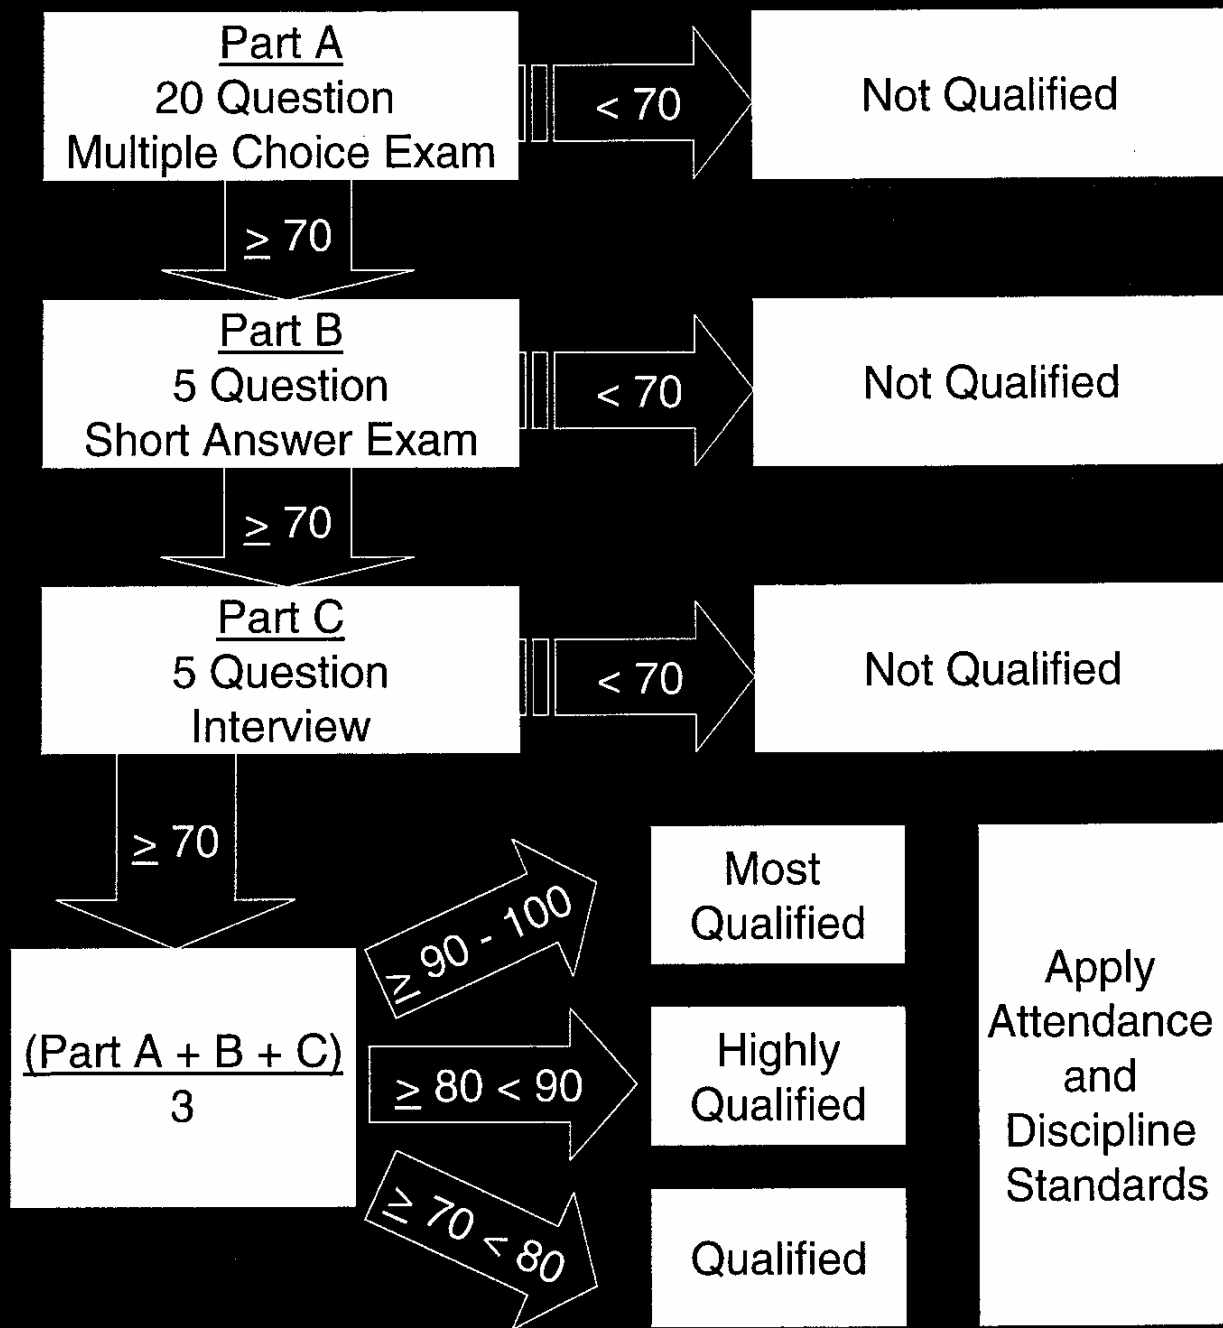 Part A
20 Question
Multiple Choice Exam
< 70
Not Qualified
≥ 70
Part B
5 Question
Short Answer Exam
< 70
Not Qualified
≥ 70
Part C
5 Question
Interview
< 70
Not Qualified
≥ 70
(Part A + B + C)
3
≥ 90 - 100
Most
Qualified
≥ 80 < 90
Highly
Qualified
≥ 70 < 80
Qualified
Apply
Attendance
and
Discipline
Standards